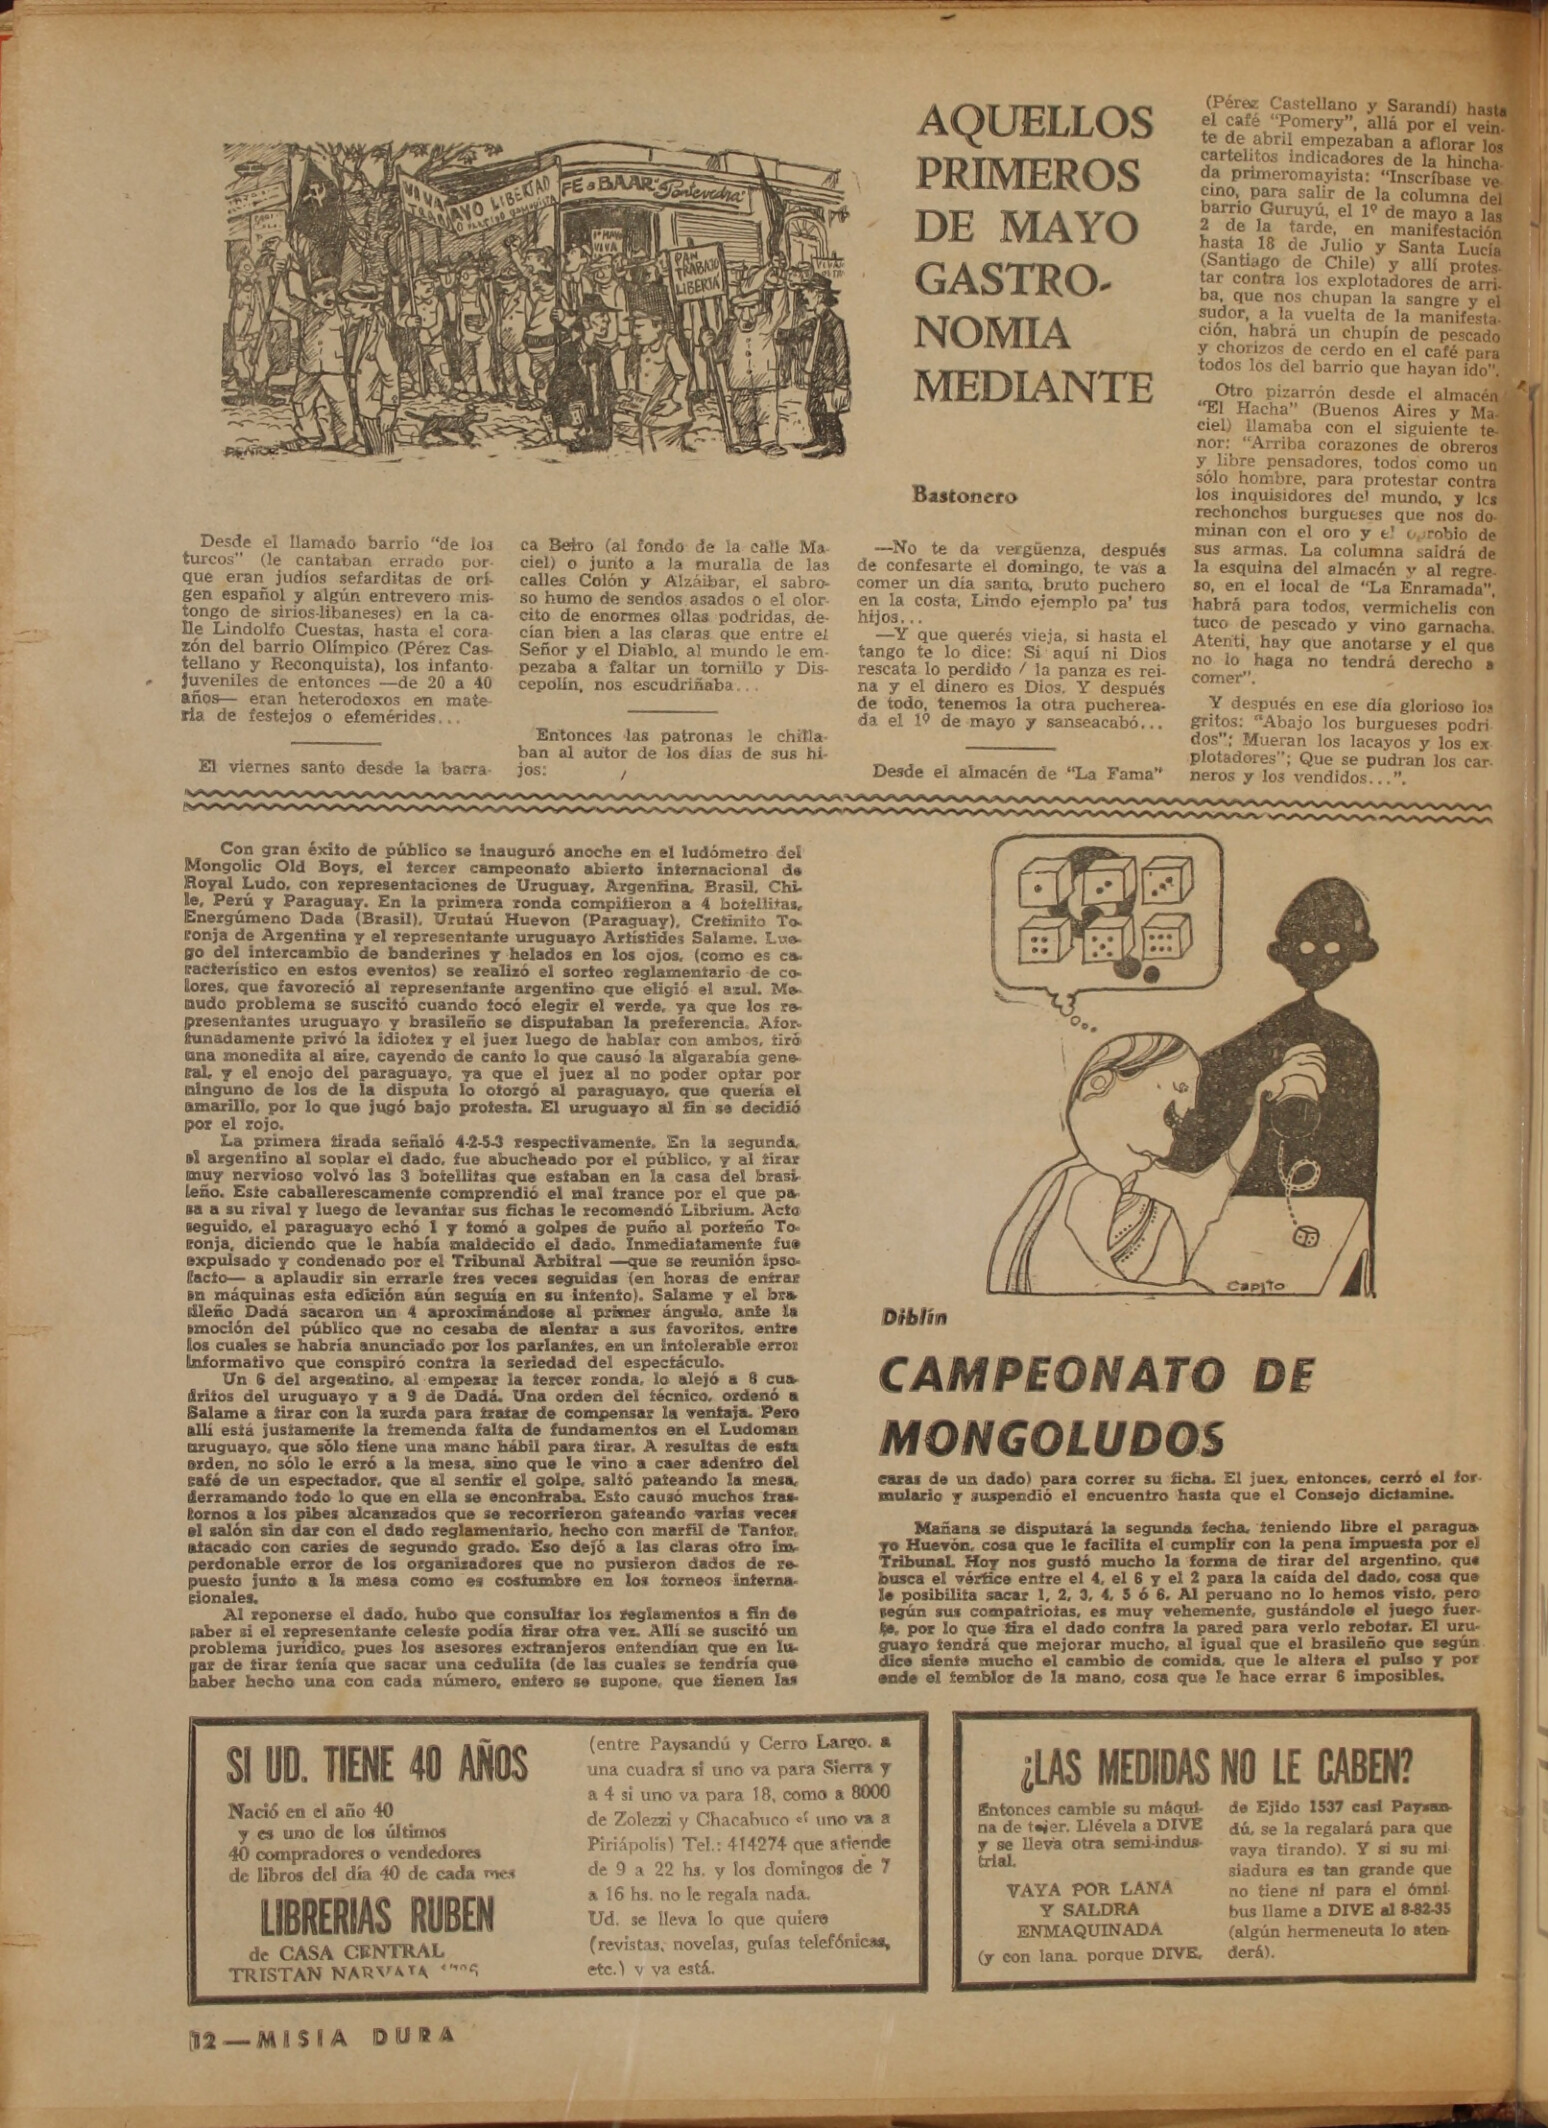 AQUELLOS
PRIMEROS
DE MAYO
GASTRO-
NOMIA
MEDIANTE
Bastonero
VIVA
MAYO LIBERTAD
FE o BAAR: Pontevedra
1º MAYO
VIVA
PAN
TRABAJO
LIBERTA
Desde el llamado barrio "de los
turcos" (le cantaban errado por-
que eran judíos sefarditas de ori-
gen español y algún entrevero mis-
tongo de sirios-libaneses) en la ca-
lle Lindolfo Cuestas, hasta el cora-
zón del barrio Olímpico (Pérez Cas-
tellano y Reconquista), los infanto-
juveniles de entonces —de 20 a 40
años— eran heterodoxos en mate-
ria de festejos o efemérides...
El viernes santo desde la barra-
ca Beiro (al fondo de la calle Ma-
ciel) o junto a la muralla de las
calles Colón y Alzáibar, el sabro-
so humo de sendos asados o el olor-
cito de enormes ollas podridas, de-
cían bien a las claras que entre el
Señor y el Diablo, al mundo le em-
pezaba a faltar un tornillo y Dis-
cepolin, nos escudriñaba...
Entonces las patronas le chilla-
ban al autor de los días de sus hi-
jos:
—No te da vergüenza, después
de confesarte el domingo, te vas a
comer un día santo, bruto puchero
en la costa, Lindo ejemplo pa' tus
hijos...
—Y que querés vieja, si hasta el
tango te lo dice: Si aquí ni Dios
rescata lo perdido / la panza es rei-
na y el dinero es Dios. Y después
de todo, tenemos la otra puchereа-
da el 1º de mayo y sanseacabó...
Desde el almacén de "La Fama"
(Pérez Castellano y Sarandí) hasta
el café "Pomery", allá por el vein-
te de abril empezaban a aflorar los
cartelitos indicadores de la hincha-
da primeromayista: "Inscríbase ve-
cino, para salir de la columna del
barrio Guruyú, el 1º de mayo a las
2 de la tarde, en manifestación
hasta 18 de Julio y Santa Lucía
(Santiago de Chile) y allí protes-
tar contra los explotadores de arri-
ba, que nos chupan la sangre y el
sudor, a la vuelta de la manifesta-
ción, habrá un chupín de pescado
y chorizos de cerdo en el café para
todos los del barrio que hayan ido".
Otro pizarrón desde el almacén
"El Hacha" (Buenos Aires y Ma-
ciel) llamaba con el siguiente te-
nor: "Arriba corazones de obreros
y libre pensadores, todos como un
sólo hombre, para protestar contra
los inquisidores del mundo, y los
rechonchos burgueses que nos do-
minan con el oro y el oprobio de
sus armas. La columna saldrá de
la esquina del almacén y al regre-
so, en el local de "La Enramada",
habrá para todos, vermichelis con
tuco de pescado y vino garnacha.
Atenti, hay que anotarse y el que
no lo haga no tendrá derecho a
comer".
Y después en ese día glorioso los
gritos: "Abajo los burgueses podri-
dos"; Mueran los lacayos y los ex-
plotadores"; Que se pudran los car-
neros y los vendidos...".
Con gran éxito de público se inauguró anoche en el ludómetro del
Mongolic Old Boys, el tercer campeonato abierto internacional de
Royal Ludo, con representaciones de Uruguay, Argentina, Brasil, Chi-
le, Perú y Paraguay. En la primera ronda compitieron a 4 botellitas,
Energúmeno Dada (Brasil), Urutaú Huevon (Paraguay), Cretinito To-
ronja de Argentina y el representante uruguayo Artístides Salame. Lue-
go del intercambio de banderines y helados en los ojos, (como es ca-
racterístico en estos eventos) se realizó el sorteo reglamentario de co-
lores, que favoreció al representante argentino que eligió el azul. Me-
nudo problema se suscitó cuando tocó elegir el verde, ya que los re-
presentantes uruguayo y brasileño se disputaban la preferencia. Afor-
tunadamente privó la idiotez y el juez luego de hablar con ambos, tiró
una monedita al aire, cayendo de canto lo que causó la algarabía gene-
ral, y el enojo del paraguayo, ya que el juez al no poder optar por
ninguno de los de la disputa lo otorgó al paraguayo, que quería el
amarillo, por lo que jugó bajo protesta. El uruguayo al fin se decidió
por el rojo.
La primera tirada señaló 4-2-5-3 respectivamente. En la segunda,
el argentino al soplar el dado, fue abucheado por el público, y al tirar
muy nervioso volvó las 3 botellitas que estaban en la casa del brasi-
leño. Este caballerescamente comprendió el mal trance por el que pa-
sa a su rival y luego de levantar sus fichas le recomendó Librium. Acto
seguido, el paraguayo echó 1 y tomó a golpes de puño al porteño To-
ronja, diciendo que le había maldecido el dado. Inmediatamente fue
expulsado y condenado por el Tribunal Arbitral —que se reunión ipso-
facto— a aplaudir sin errarle tres veces seguidas (en horas de entrar
en máquinas esta edición aún seguía en su intento). Salame y el bra-
sileño Dadá sacaron un 4 aproximándose al primer ángulo, ante la
emoción del público que no cesaba de alentar a sus favoritos, entre
los cuales se habría anunciado por los parlantes, en un intolerable error
informativo que conspiró contra la seriedad del espectáculo.
Un 6 del argentino, al empezar la tercer ronda, lo alejó a 8 cua-
dritos del uruguayo y a 9 de Dadá. Una orden del técnico, ordenó a
Salame a tirar con la zurda para tratar de compensar la ventaja. Pero
allí está justamente la tremenda falta de fundamentos en el Ludoman
uruguayo, que sólo tiene una mano hábil para tirar. A resultas de esta
orden, no sólo le erró a la mesa, sino que le vino a caer adentro del
café de un espectador, que al sentir el golpe, saltó pateando la mesa,
derramando todo lo que en ella se encontraba. Esto causó muchos tras-
tornos a los pibes alcanzados que se recorrieron gateando varias veces
el salón sin dar con el dado reglamentario, hecho con marfil de Tantor,
atacado con caries de segundo grado. Eso dejó a las claras otro im-
perdonable error de los organizadores que no pusieron dados de re-
puesto junto a la mesa como es costumbre en los torneos interna-
cionales.
Al reponerse el dado, hubo que consultar los reglamentos a fin de
saber si el representante celeste podía tirar otra vez. Allí se suscitó un
problema jurídico, pues los asesores extranjeros entendían que en lu-
gar de tirar tenía que sacar una cedulita (de las cuales se tendría que
haber hecho una con cada número, entero se supone, que tienen las
Capito
Diblín
CAMPEONATO DE
MONGOLUDOS
caras de un dado) para correr su ficha. El juez, entonces, cerró el for-
mulario y suspendió el encuentro hasta que el Consejo dictamine.
Mañana se disputará la segunda fecha, teniendo libre el paragua-
yo Huevón, cosa que le facilita el cumplir con la pena impuesta por el
Tribunal. Hoy nos gustó mucho la forma de tirar del argentino, que
busca el vértice entre el 4, el 6 y el 2 para la caída del dado, cosa que
le posibilita sacar 1, 2, 3, 4, 5 ó 6. Al peruano no lo hemos visto, pero
según sus compatriotas, es muy vehemente, gustándole el juego fuer-
te, por lo que tira el dado contra la pared para verlo rebotar. El uru-
guayo tendrá que mejorar mucho, al igual que el brasileño que según
dice siente mucho el cambio de comida, que le altera el pulso y por
ende el temblor de la mano, cosa que le hace errar 6 imposibles.
SI UD. TIENE 40 AÑOS
Nació en el año 40
y es uno de los últimos
40 compradores o vendedores
de libros del día 40 de cada mes
LIBRERIAS RUBEN
de CASA CENTRAL
TRISTAN NARVAJA
(entre Paysandú y Cerro Largo, a
una cuadra si uno va para Sierra y
a 4 si uno va para 18, como a 8000
de Zolezzi y Chacabuco si uno va a
Piriápolis) Tel.: 414274 que atiende
de 9 a 22 hs. y los domingos de 7
a 16 hs. no le regala nada.
Ud. se lleva lo que quiere
(revistas, novelas, guías telefónicas,
etc.) y va está.
¿LAS MEDIDAS NO LE CABEN?
Entonces cambie su máqui-
na de tejer. Llévela a DIVE
y se lleva otra semi-indus-
trial.
VAYA POR LANA
Y SALDRA
ENMAQUINADA
(y con lana, porque DIVE,
de Ejido 1537 casi Paysan-
dú, se la regalará para que
vaya tirando). Y si su mi-
siadura es tan grande que
no tiene ni para el ómni-
bus llame a DIVE al 8-82-35
(algún hermeneuta lo aten-
derá).
12—MISIA DURA